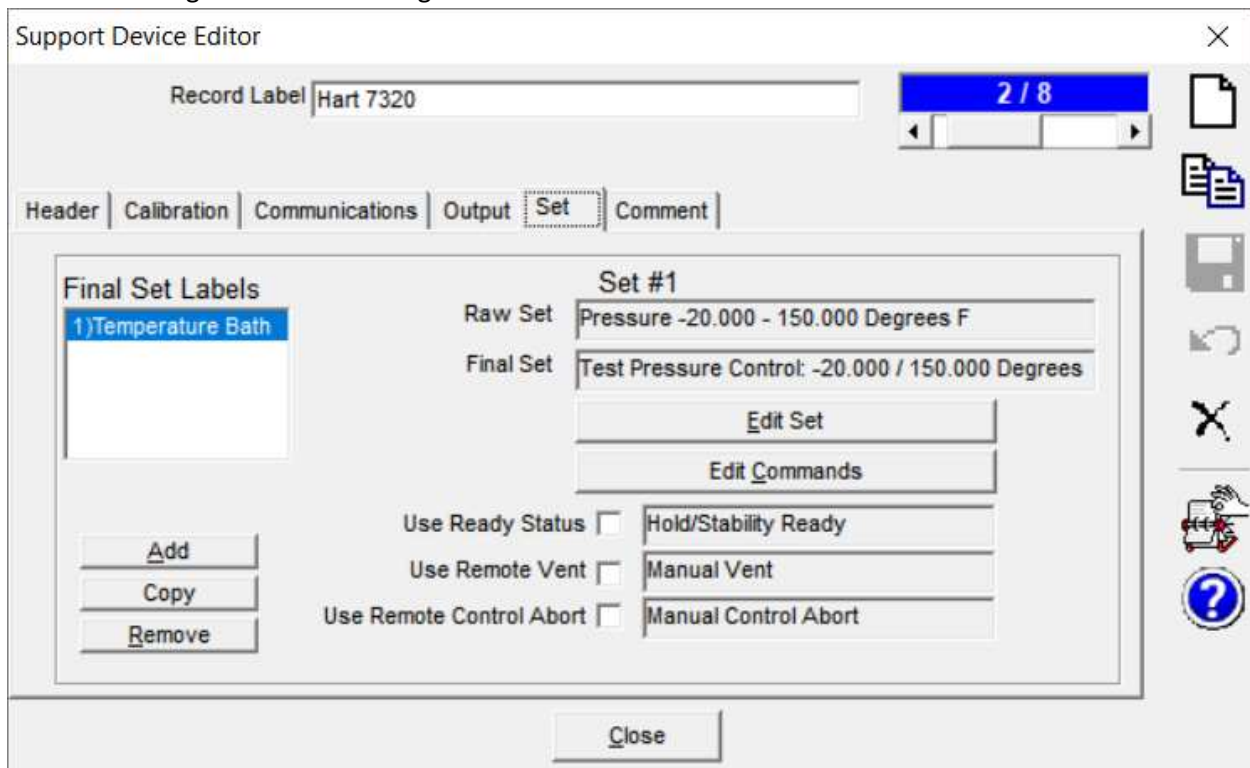 Support Device Editor
Record Label Hart 7320
2 / 8
Header Calibration Communications Output Set Comment
Final Set Labels
1)Temperature Bath
Set #1
Raw Set Pressure -20.000 - 150.000 Degrees F
Final Set Test Pressure Control: -20.000 / 150.000 Degrees
Edit Set
Edit Commands
Use Ready Status Hold/Stability Ready
Use Remote Vent Manual Vent
Use Remote Control Abort Manual Control Abort
Add
Copy
Remove
Close